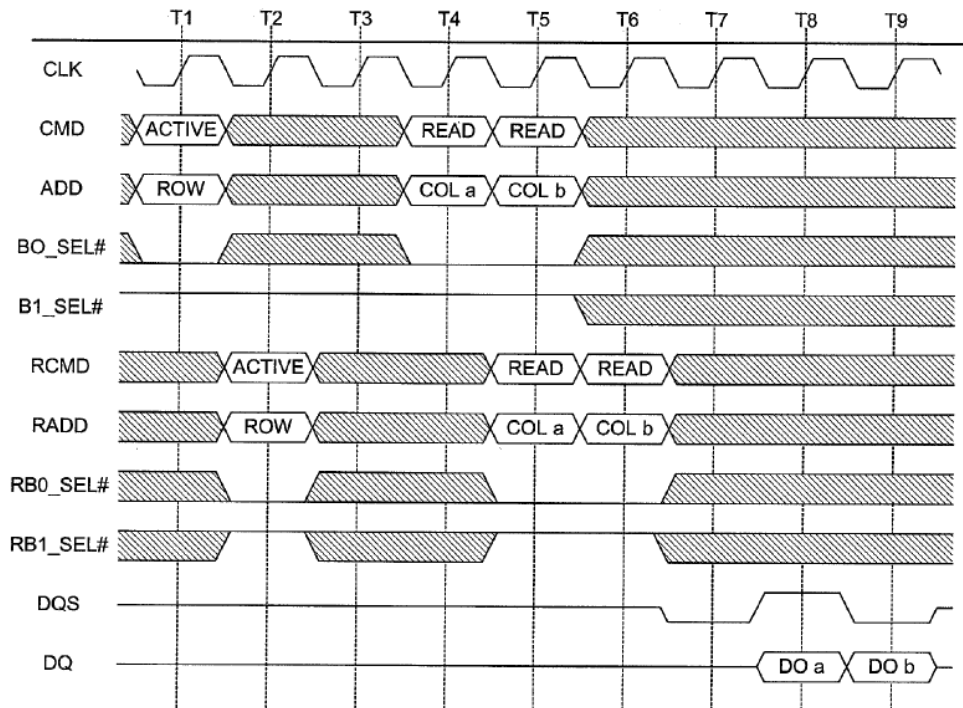 T1 T2 T3 T4 T5 T6 T7 T8 T9
CLK
CMD ACTIVE READ READ
ADD ROW COL a COL b
BO_SEL#
B1_SEL#
RCMD ACTIVE READ READ
RADD ROW COL a COL b
RB0_SEL#
RB1_SEL#
DQS
DQ DO a DO b